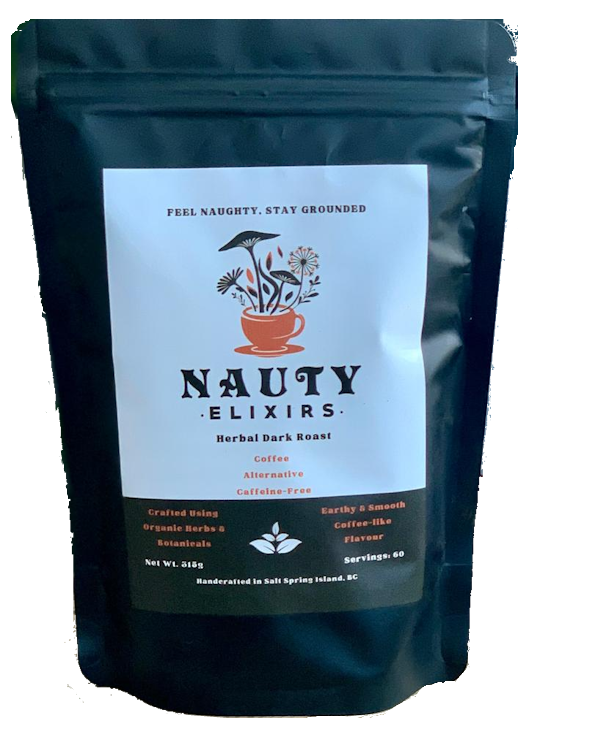 FEEL NAUGHTY. STAY GROUNDED
NAUTY
·ELIXIRS·
Herbal Dark Roast
Coffee
Alternative
Caffeine-Free
Crafted Using
Organic Herbs &
Botanicals
Net Wt. 315g
Earthy & Smooth
Coffee-like
Flavour
Servings: 60
Handcrafted in Salt Spring Island, BC